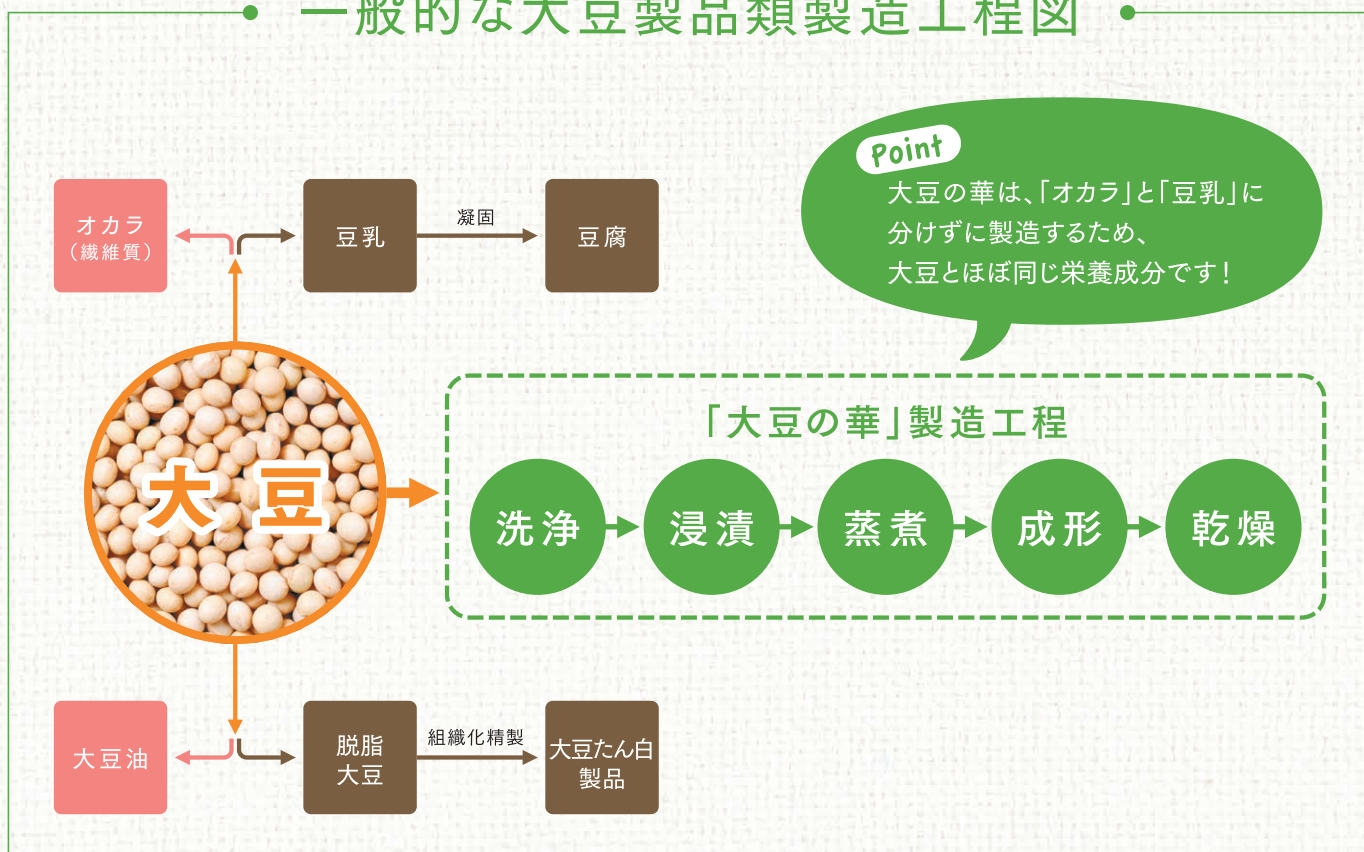 一般的な大豆製品類製造工程図
Point
大豆の華は、「オカラ」と「豆乳」に
分けずに製造するため、
大豆とほぼ同じ栄養成分です！
オカラ
（繊維質）
豆乳
凝固
豆腐
大豆
「大豆の華」製造工程
洗浄
浸漬
蒸煮
成形
乾燥
大豆油
脱脂
大豆
組織化精製
大豆たん白
製品